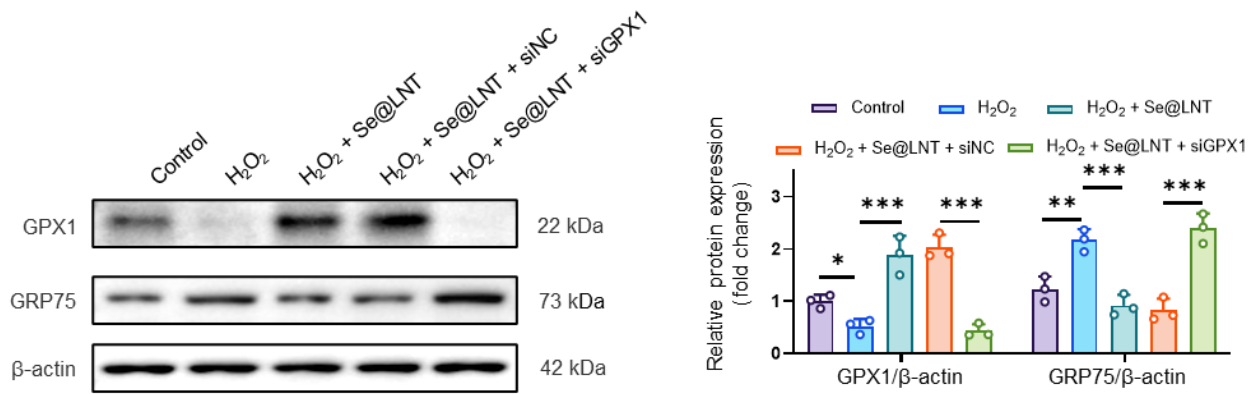 Control
H₂O₂
H₂O₂ + Se@LNT
H₂O₂ + Se@LNT + siNC
H₂O₂ + Se@LNT + siGPX1
GPX1
22 kDa
GRP75
73 kDa
β-actin
42 kDa
Control
H₂O₂
H₂O₂ + Se@LNT
H₂O₂ + Se@LNT + siNC
H₂O₂ + Se@LNT + siGPX1
Relative protein expression
(fold change)
3
2
1
0
*
***
***
**
***
***
GPX1/β-actin
GRP75/β-actin